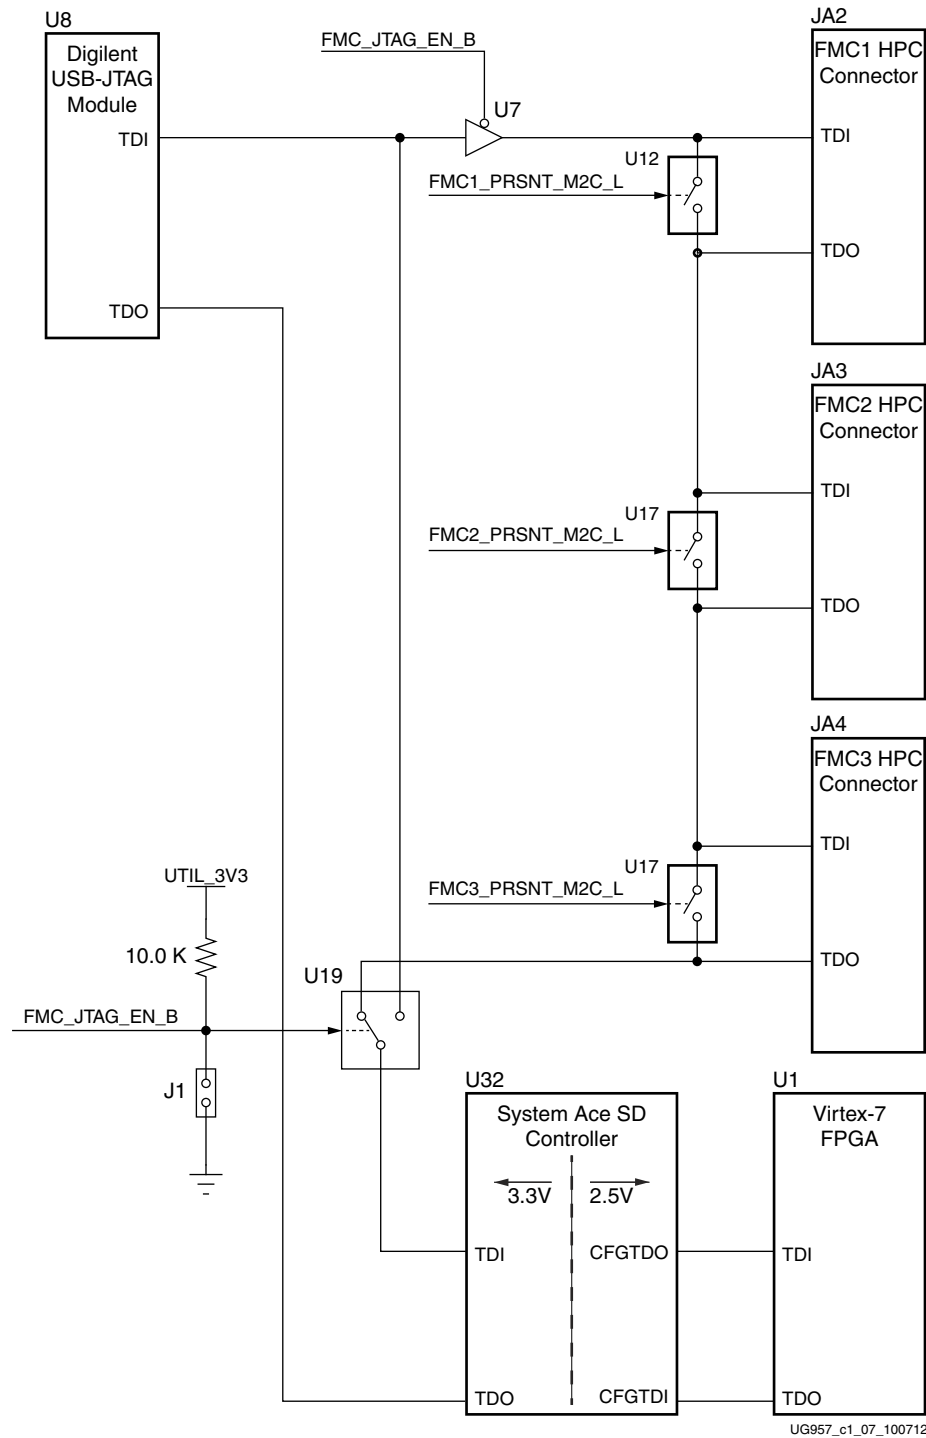 U8
Digilent
USB-JTAG
Module
TDI
TDO
FMC_JTAG_EN_B
U7
JA2
FMC1 HPC
Connector
TDI
TDO
U12
FMC1_PRSNT_M2C_L
JA3
FMC2 HPC
Connector
TDI
TDO
U17
FMC2_PRSNT_M2C_L
JA4
FMC3 HPC
Connector
TDI
TDO
U17
FMC3_PRSNT_M2C_L
UTIL_3V3
10.0 K
FMC_JTAG_EN_B
J1
U19
U32
System Ace SD
Controller
3.3V
2.5V
TDI
CFGTDO
TDO
CFGTDI
U1
Virtex-7
FPGA
TDI
TDO
UG957_c1_07_100712